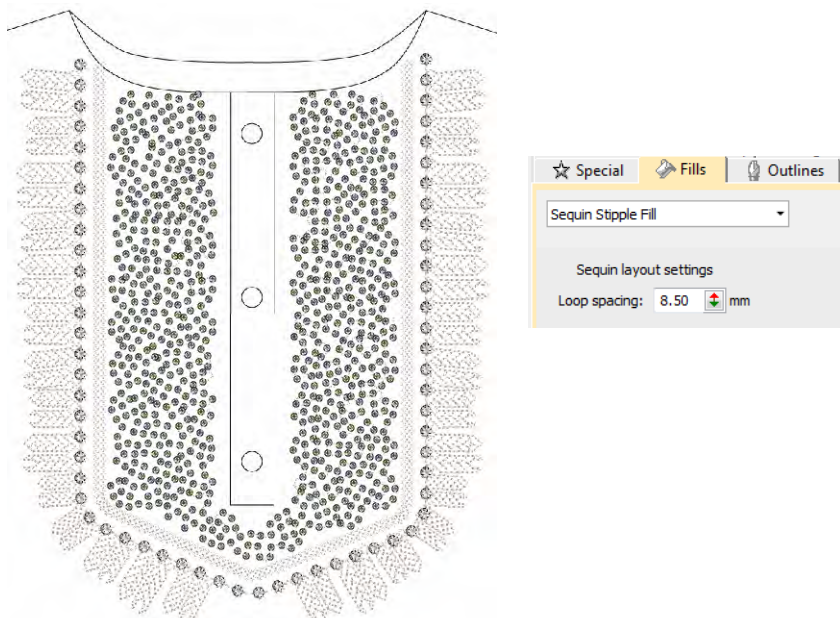 Special Fills Outlines
Sequin Stipple Fill
Sequin layout settings
Loop spacing: 8.50 mm